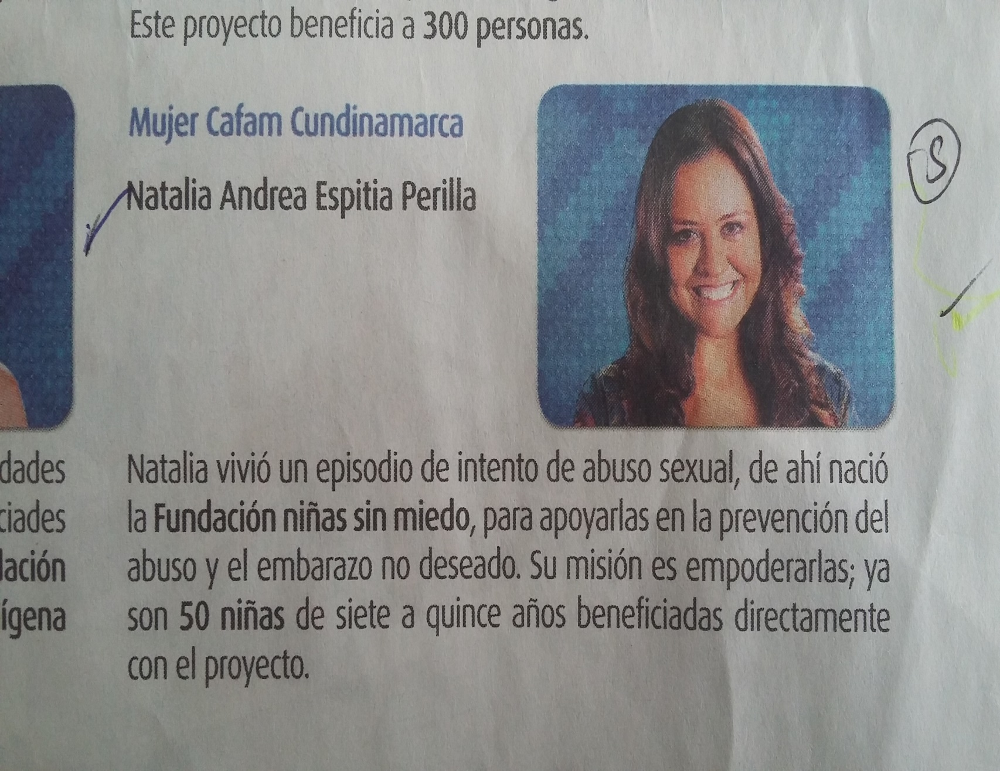 Este proyecto beneficia a 300 personas.
Mujer Cafam Cundinamarca
Natalia Andrea Espitia Perilla
S
Natalia vivió un episodio de intento de abuso sexual, de ahí nació
la Fundación niñas sin miedo, para apoyarlas en la prevención del
abuso y el embarazo no deseado. Su misión es empoderarlas; ya
son 50 niñas de siete a quince años beneficiadas directamente
con el proyecto.
dades
ciades
lación
ígena